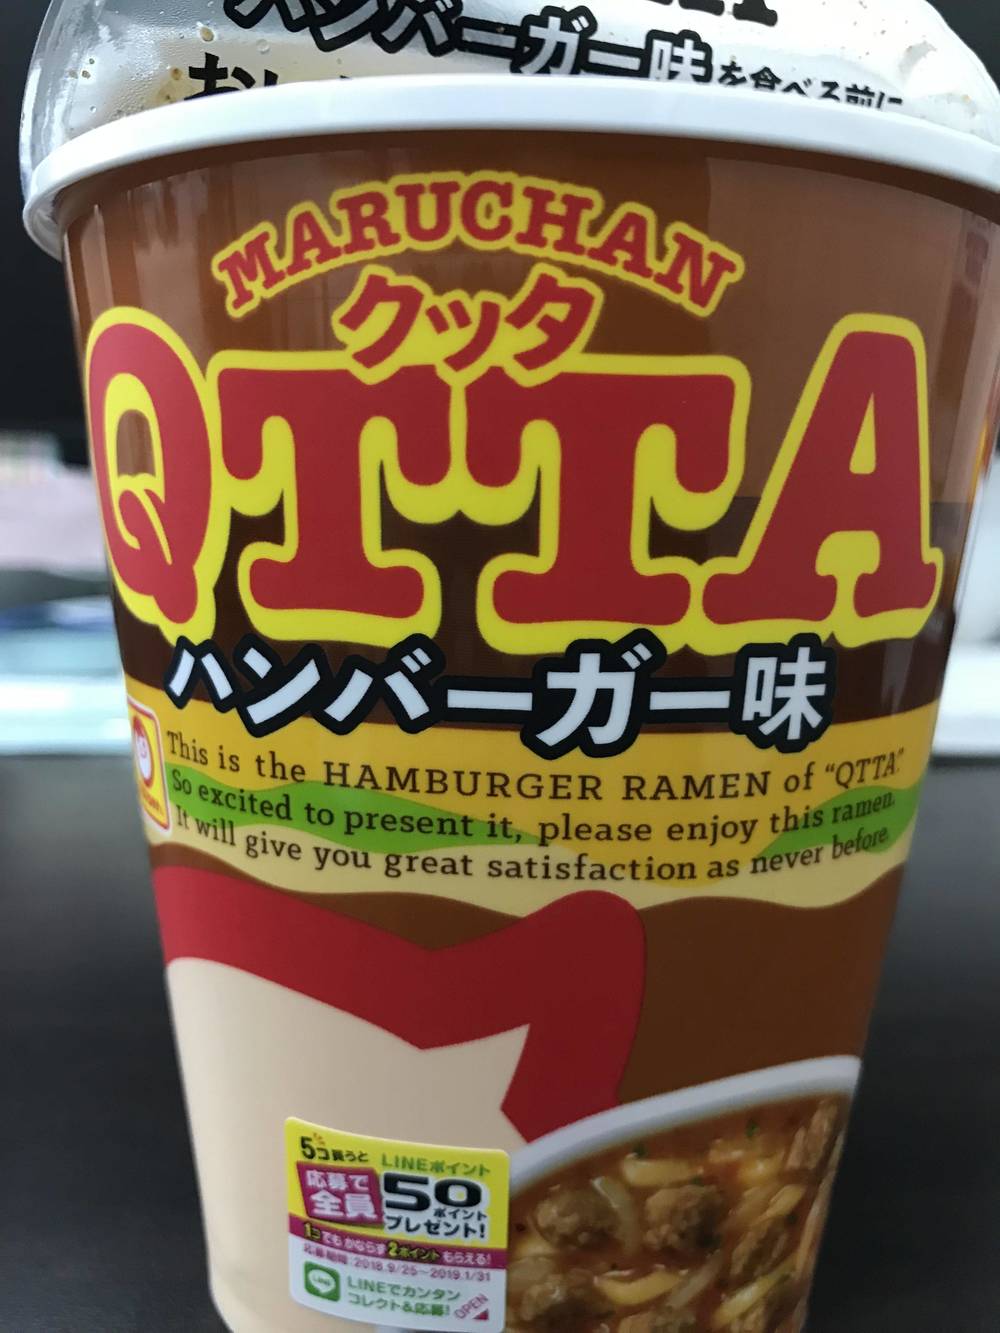 ハンバーガー味を食べる前に
MARUCHAN
クッタ
QTTA
ハンバーガー味
This is the HAMBURGER RAMEN of “QTTA”.
So excited to present it, please enjoy this ramen.
It will give you great satisfaction as never before.
5コ買うと LINEポイント
応募で
全員
50
ポイント
プレゼント!
1コでもかならず2ポイントもらえる!
応募期間:2018.9/25~2019.1/31
LINE
LINEでカンタン
コレクト&応募!
OPEN